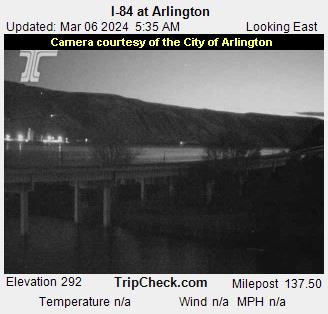 I-84 at Arlington
Updated: Mar 06 2024 5:35 AM Looking East
Camera courtesy of the City of Arlington
Elevation 292 TripCheck.com Milepost 137.50
Temperature n/a Wind n/a MPH n/a